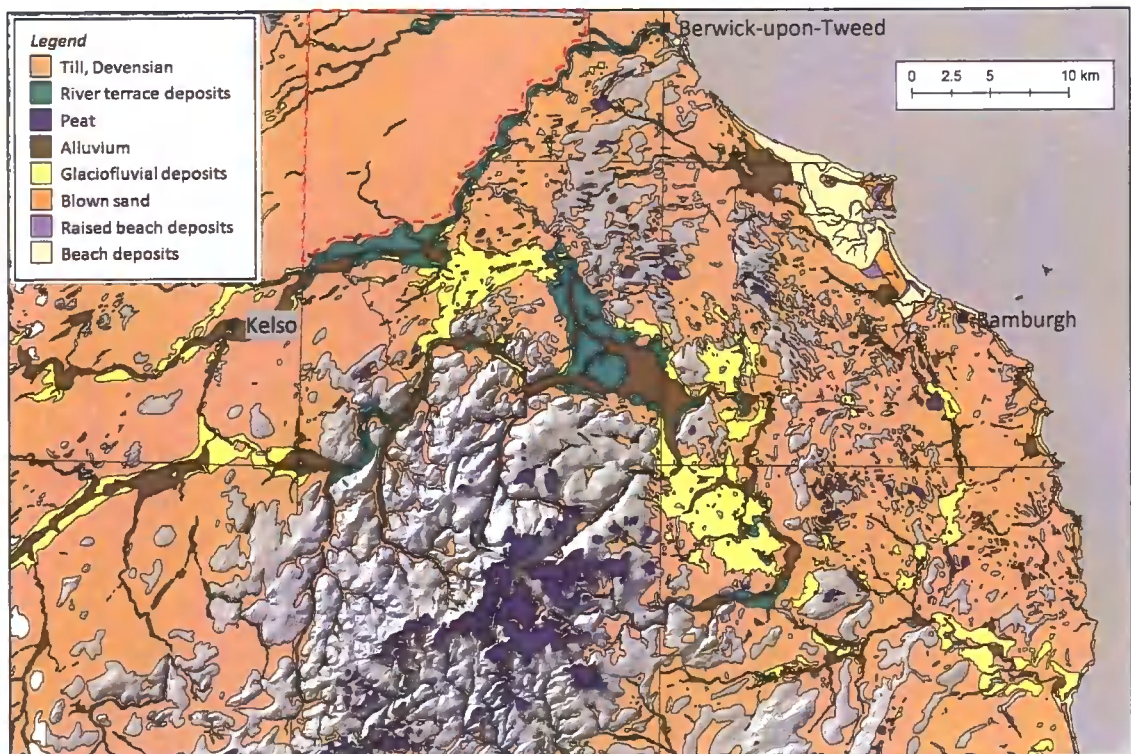 Legend
Till, Devensian
River terrace deposits
Peat
Alluvium
Glaciofluvial deposits
Blown sand
Raised beach deposits
Beach deposits
Berwick-upon-Tweed
0 2.5 5 10 km
Kelso
Bamburgh